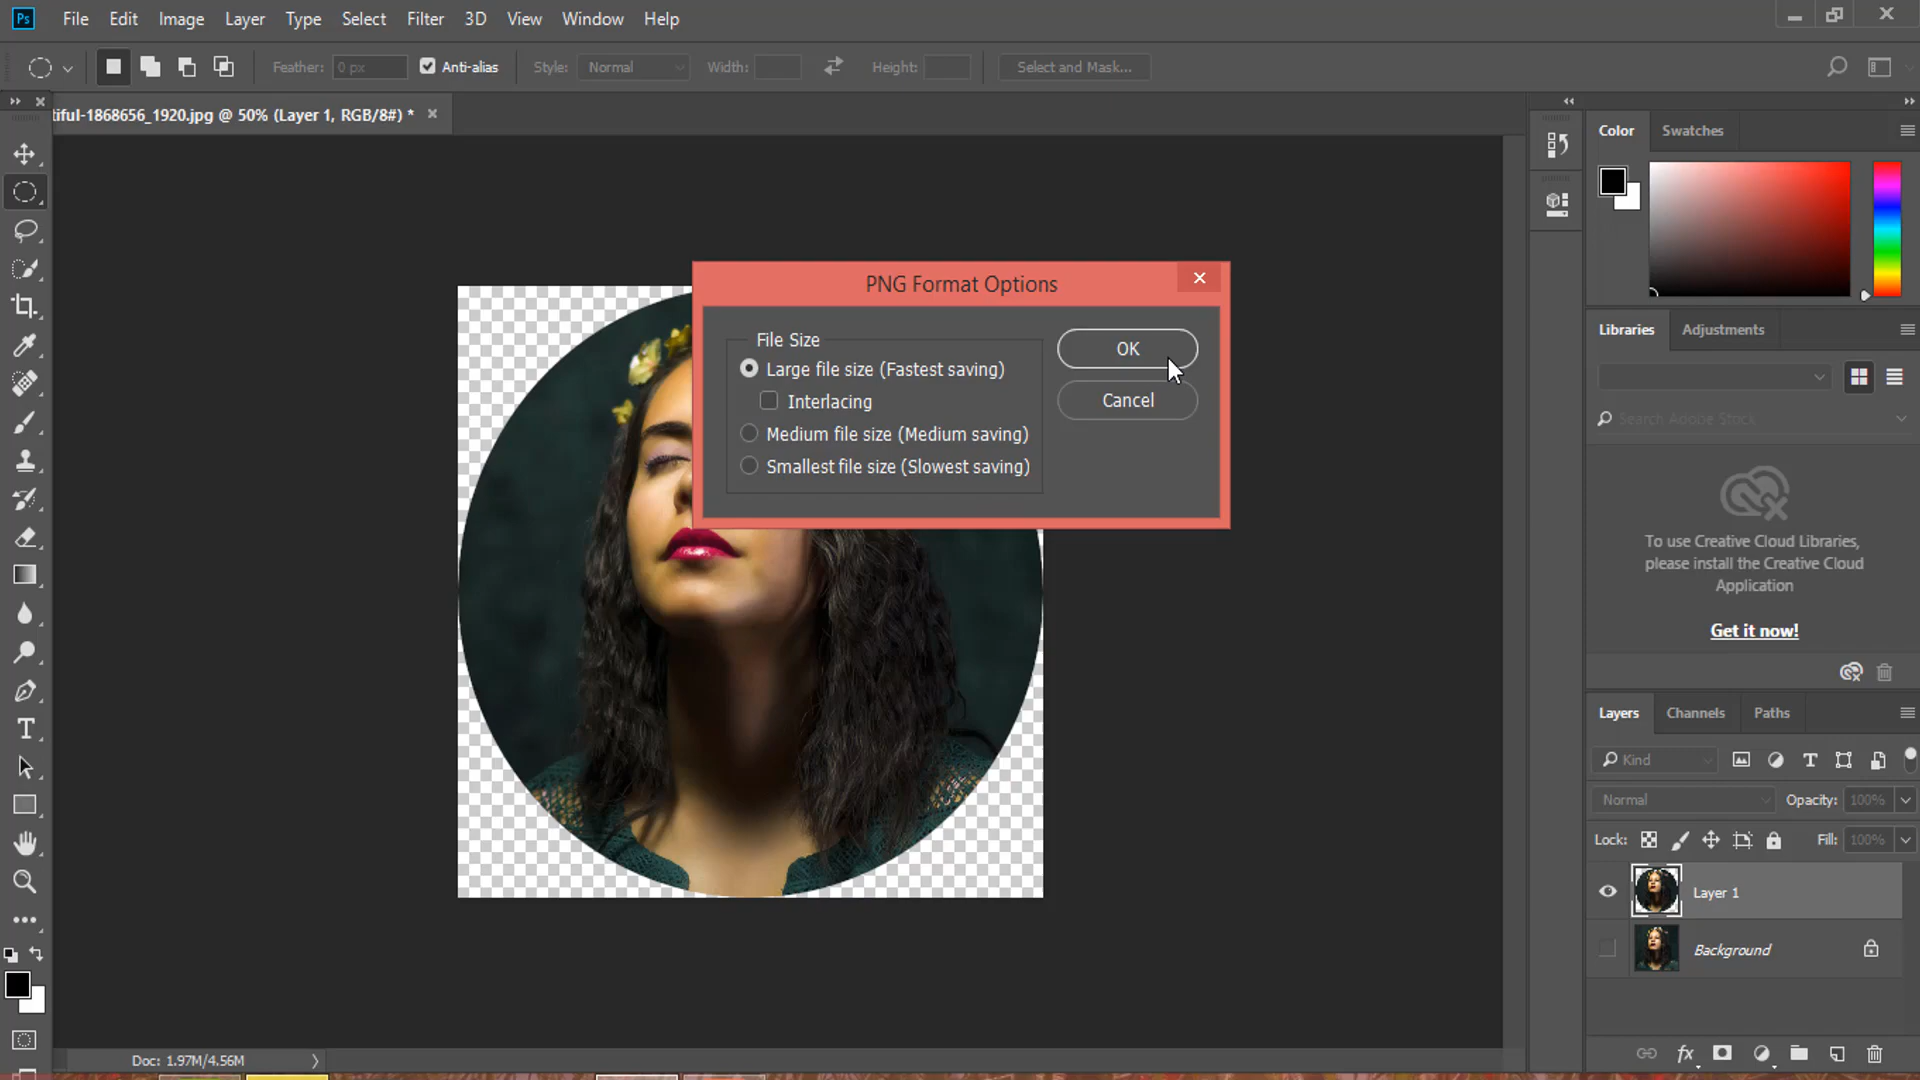 Ps
File Edit Image Layer Type Select Filter 3D View Window Help
Feather: 0 px Anti-alias Style: Normal Width: Height: Select and Mask...
tiful-1868656_1920.jpg @ 50% (Layer 1, RGB/8#) *
Color Swatches
PNG Format Options
File Size
Large file size (Fastest saving)
OK
Interlacing
Cancel
Medium file size (Medium saving)
Smallest file size (Slowest saving)
Libraries Adjustments
Search Adobe Stock
To use Creative Cloud Libraries,
please install the Creative Cloud
Application
Get it now!
Layers Channels Paths
Kind
Normal Opacity: 100%
Lock: Fill: 100%
Layer 1
Background
fx
Doc: 1.97M/4.56M